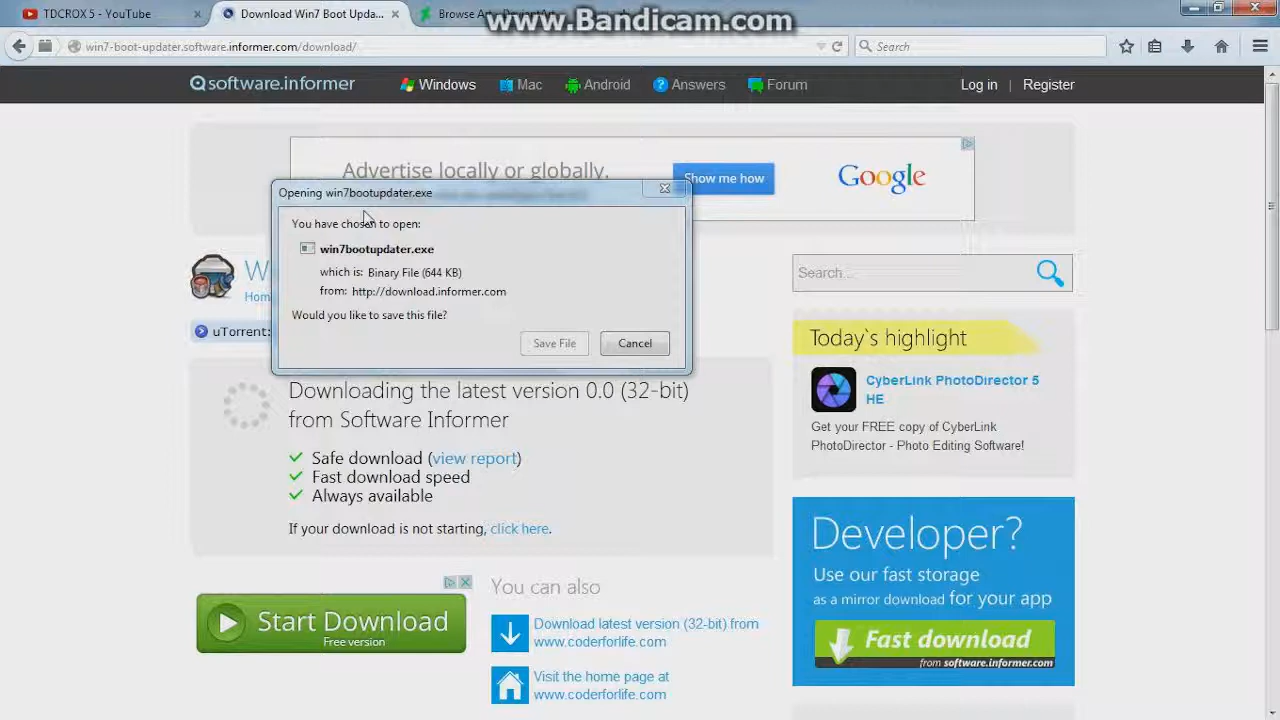 TDCROX 5 - YouTube
Download Win7 Boot Upda...
Browse Art
www.Bandicam.com
win7-boot-updater.software.informer.com/download/
Search
software.informer
Windows
Mac
Android
Answers
Forum
Log in | Register
Advertise locally or globally.
Show me how
Google
Opening win7bootupdater.exe
You have chosen to open:
win7bootupdater.exe
which is: Binary File (644 KB)
from: http://download.informer.com
Would you like to save this file?
Save File
Cancel
W
Hom
uTorrent:
Search...
Today`s highlight
CyberLink PhotoDirector 5
HE
Get your FREE copy of CyberLink
PhotoDirector - Photo Editing Software!
Downloading the latest version 0.0 (32-bit)
from Software Informer
Safe download (view report)
Fast download speed
Always available
If your download is not starting, click here.
Start Download
Free version
You can also
Download latest version (32-bit) from
www.coderforlife.com
Visit the home page at
www.coderforlife.com
Developer?
Use our fast storage
as a mirror download for your app
Fast download
from software.informer.com